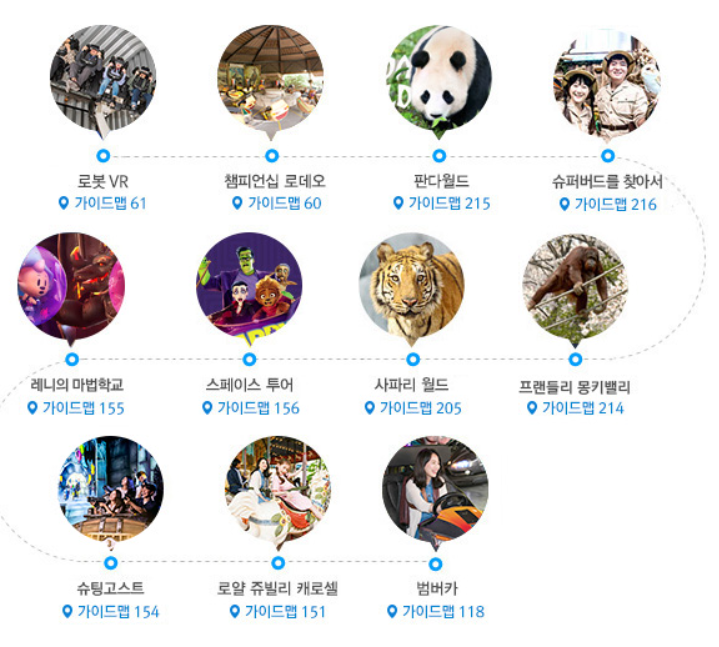 로봇 VR
가이드맵 61
챔피언십 로데오
가이드맵 60
판다월드
가이드맵 215
슈퍼버드를 찾아서
가이드맵 216
레니의 마법학교
가이드맵 155
스페이스 투어
가이드맵 156
사파리 월드
가이드맵 205
프랜들리 몽키밸리
가이드맵 214
슈팅고스트
가이드맵 154
로얄 쥬빌리 캐로셀
가이드맵 151
범버카
가이드맵 118